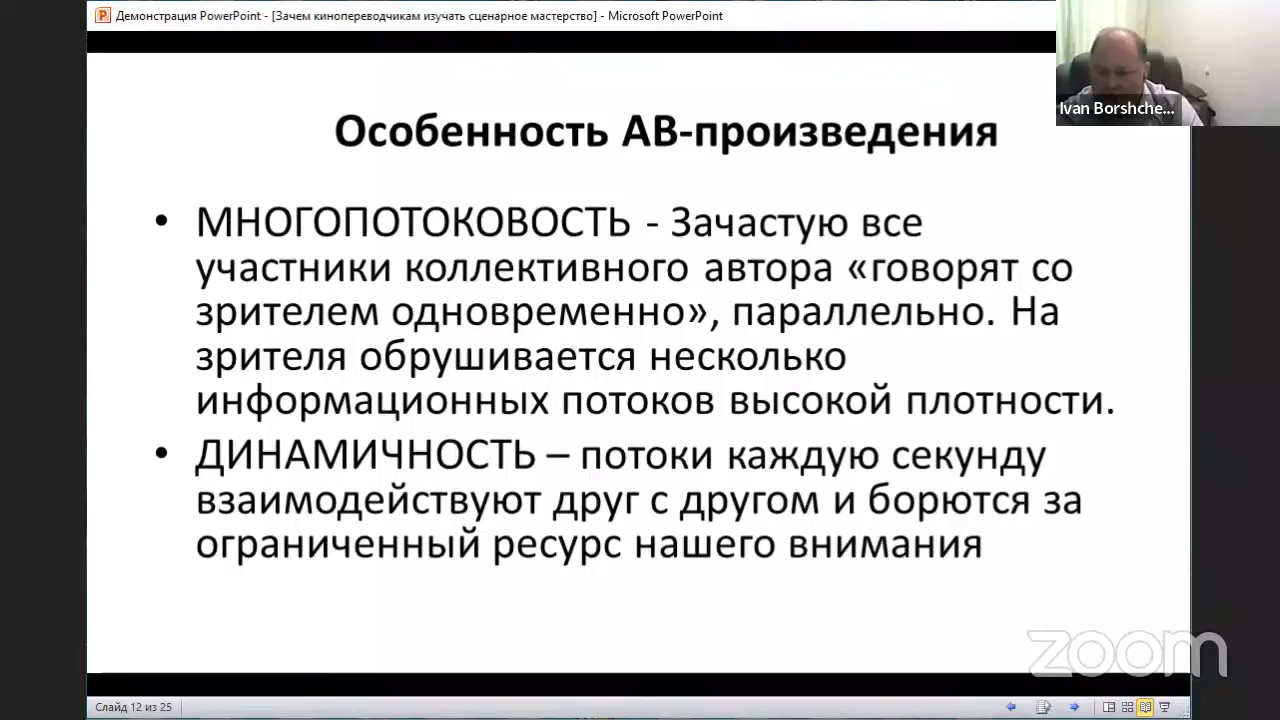 Демонстрация PowerPoint - [Зачем кинопереводчикам изучать сценарное мастерство] - Microsoft PowerPoint
Ivan Borshche...
Особенность АВ-произведения
• МНОГОПОТОКОВОСТЬ - Зачастую все
участники коллективного автора «говорят со
зрителем одновременно», параллельно. На
зрителя обрушивается несколько
информационных потоков высокой плотности.
• ДИНАМИЧНОСТЬ – потоки каждую секунду
взаимодействуют друг с другом и борются за
ограниченный ресурс нашего внимания
zoom
Слайд 12 из 25